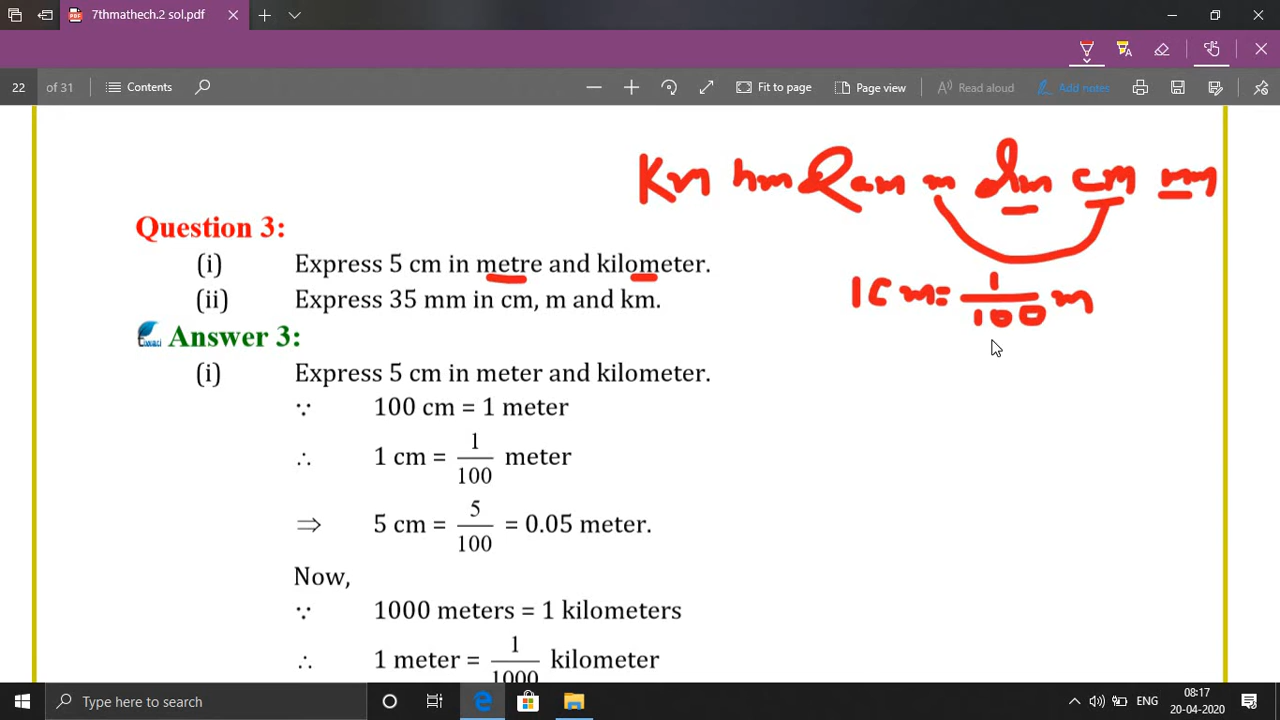 7thmathech.2 sol.pdf
22 of 31 Contents Fit to page Page view Read aloud Add notes
Km hm dam m dm cm mm
Question 3:
(i) Express 5 cm in metre and kilometer.
1 cm = 1/100 m
(ii) Express 35 mm in cm, m and km.
Answer 3:
(i) Express 5 cm in meter and kilometer.
∵ 100 cm = 1 meter
∴ 1 cm = 1/100 meter
⇒ 5 cm = 5/100 = 0.05 meter.
Now,
∵ 1000 meters = 1 kilometers
∴ 1 meter = 1/1000 kilometer
Type here to search
ENG
08:17
20-04-2020